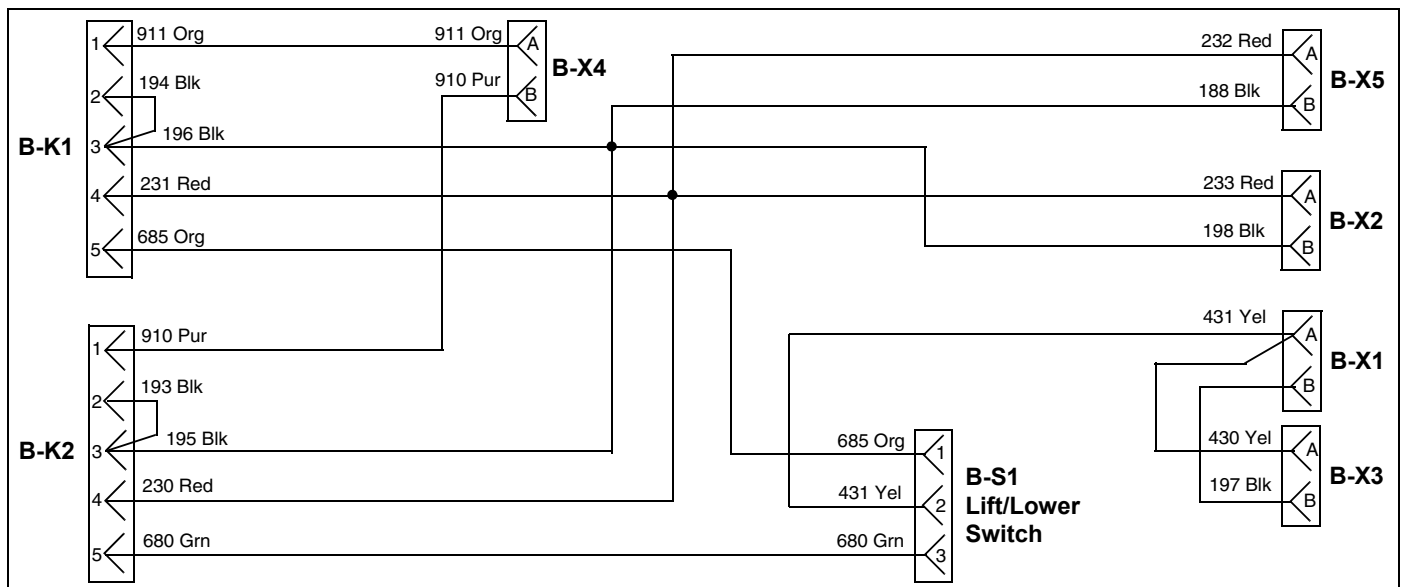 911 Org
911 Org
232 Red
1
A
A
B-X4
194 Blk
910 Pur
B-X5
188 Blk
2
B
B
196 Blk
B-K1
3
231 Red
233 Red
4
A
B-X2
685 Org
198 Blk
5
B
431 Yel
910 Pur
A
1
B-X1
193 Blk
B
2
195 Blk
685 Org
430 Yel
B-K2
3
1
A
B-S1
B-X3
Lift/Lower
Switch
230 Red
431 Yel
197 Blk
4
2
B
680 Grn
680 Grn
5
3